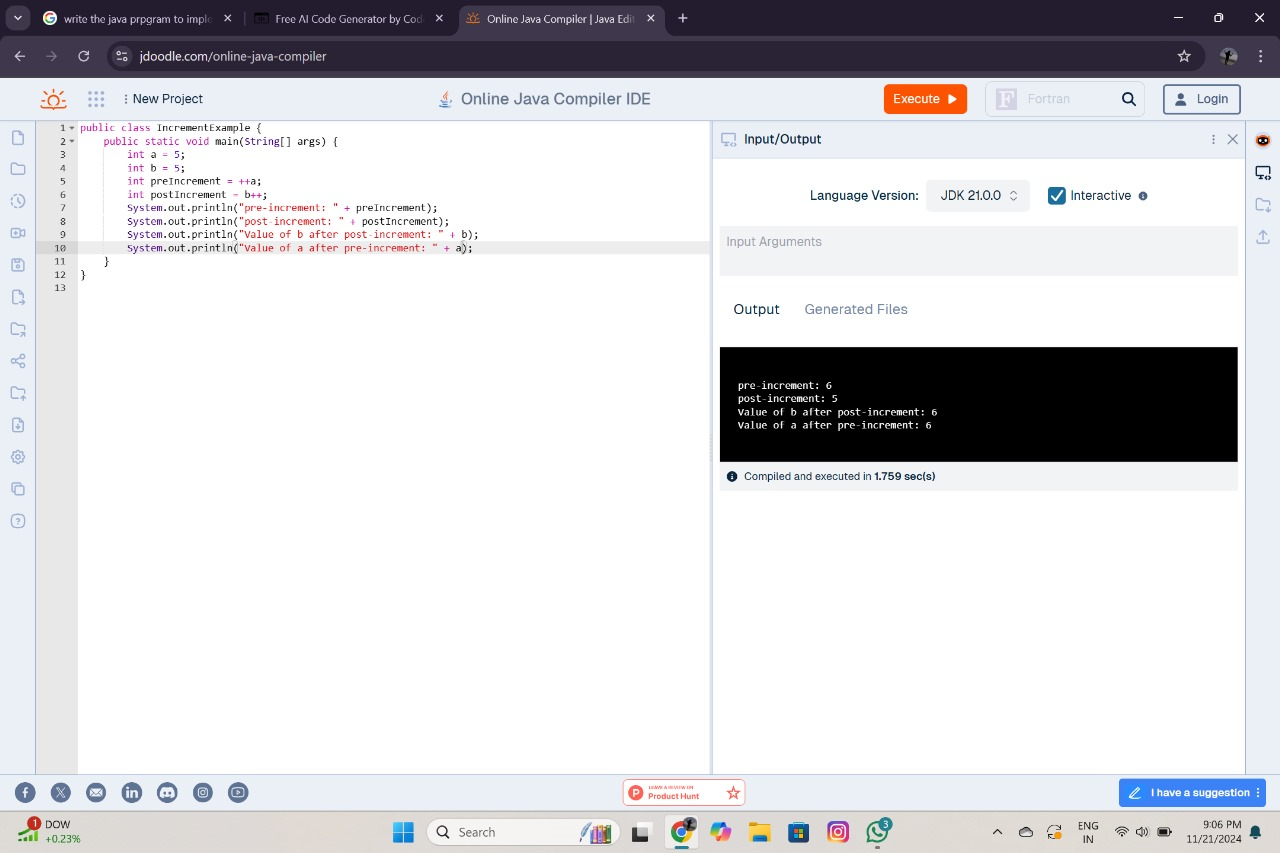 write the java prpgram to imple
Free AI Code Generator by Cod
Online Java Compiler | Java Edit
jdoodle.com/online-java-compiler
New Project
Online Java Compiler IDE
Execute
Fortran
Login
1 public class IncrementExample {
2 public static void main(String[] args) {
3 int a = 5;
4 int b = 5;
5 int preIncrement = ++a;
6 int postIncrement = b++;
7 System.out.println("pre-increment: " + preIncrement);
8 System.out.println("post-increment: " + postIncrement);
9 System.out.println("Value of b after post-increment: " + b);
10 System.out.println("Value of a after pre-increment: " + a);
11 }
12 }
13
Input/Output
Language Version: JDK 21.0.0 Interactive
Input Arguments
Output Generated Files
pre-increment: 6
post-increment: 5
Value of b after post-increment: 6
Value of a after pre-increment: 6
Compiled and executed in 1.759 sec(s)
LEAVE A REVIEW ON
Product Hunt
I have a suggestion
1
DOW
+0.23%
Search
3
ENG
IN
9:06 PM
11/21/2024